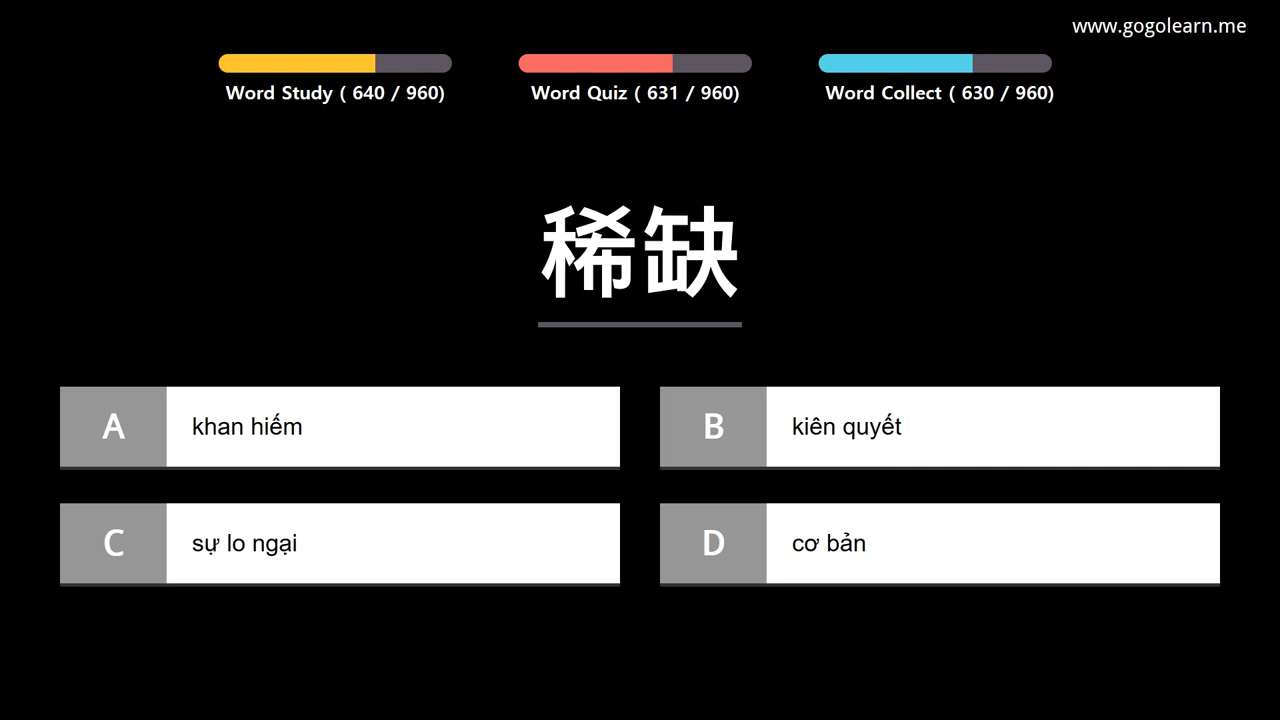 www.gogolearn.me
Word Study ( 640 / 960)
Word Quiz ( 631 / 960)
Word Collect ( 630 / 960)
稀缺
A
khan hiếm
B
kiên quyết
C
sự lo ngại
D
cơ bản